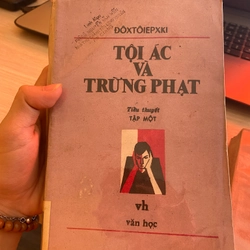 ĐÔXTÔIEPXKI
TỘI ÁC
VÀ
TRỪNG PHẠT
Tiểu thuyết
TẬP MỘT
vh
văn học